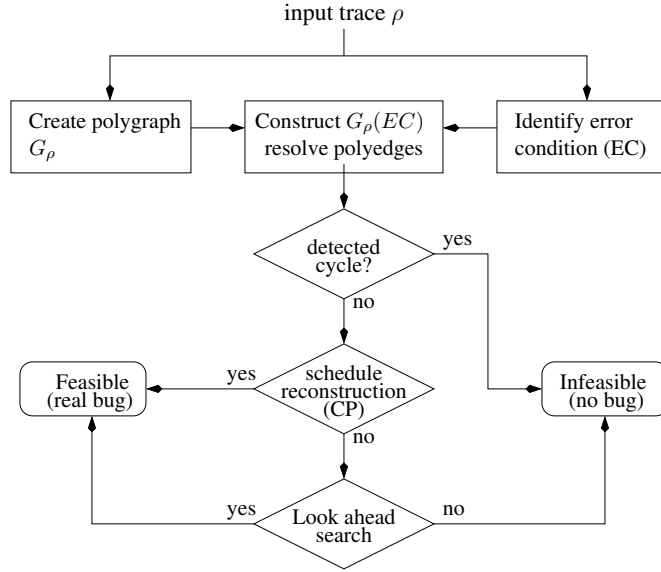 input trace ρ
Create polygraph
G_ρ
Construct G_ρ(EC)
resolve polyedges
Identify error
condition (EC)
detected
cycle?
yes
no
Feasible
(real bug)
yes
schedule
reconstruction
(CP)
Infeasible
(no bug)
no
yes
Look ahead
search
no